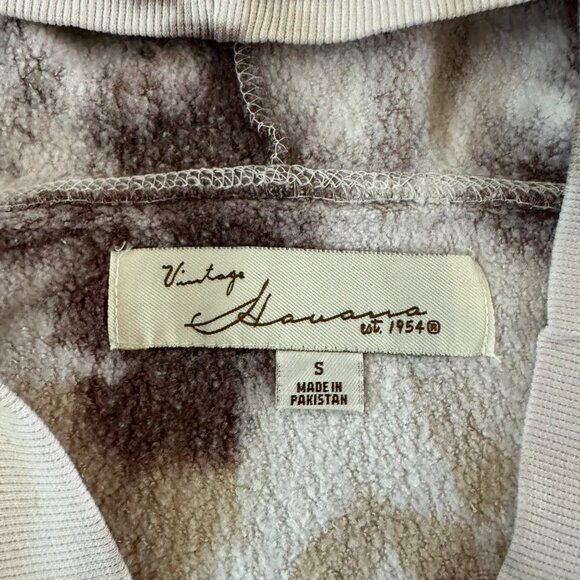 Vintage
Havana
est. 1954®
S
MADE IN
PAKISTAN